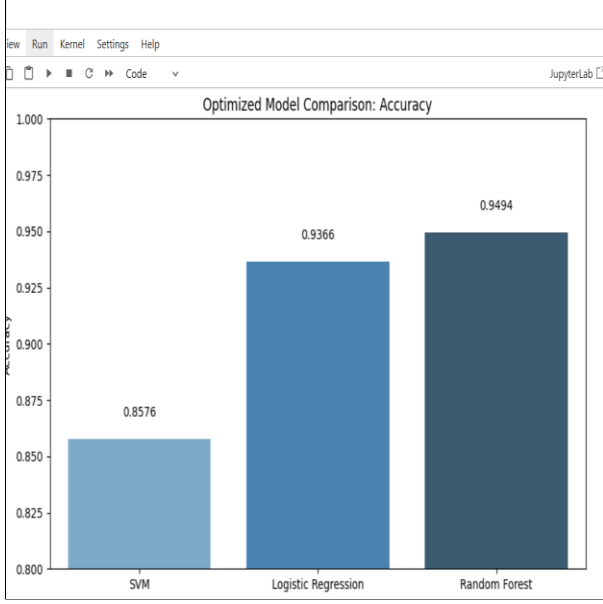 iew Run Kernel Settings Help
Code
JupyterLab
Optimized Model Comparison: Accuracy
1.000
0.975
0.950
0.925
0.900
0.875
0.850
0.825
0.800
Accuracy
0.8576
0.9366
0.9494
SVM Logistic Regression Random Forest